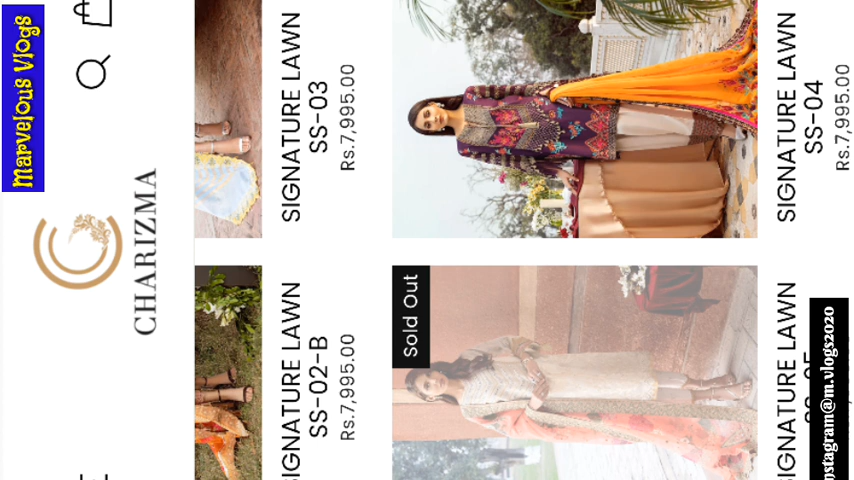 Marvelous Vlogs
CHARIZMA
SIGNATURE LAWN
SS-02-B
Rs.7,995.00
SIGNATURE LAWN
SS-03
Rs.7,995.00
Sold Out
SIGNATURE LAWN
SIGNATURE LAWN
SS-04
Rs.7,995.00
instagram@m.vlogs2020